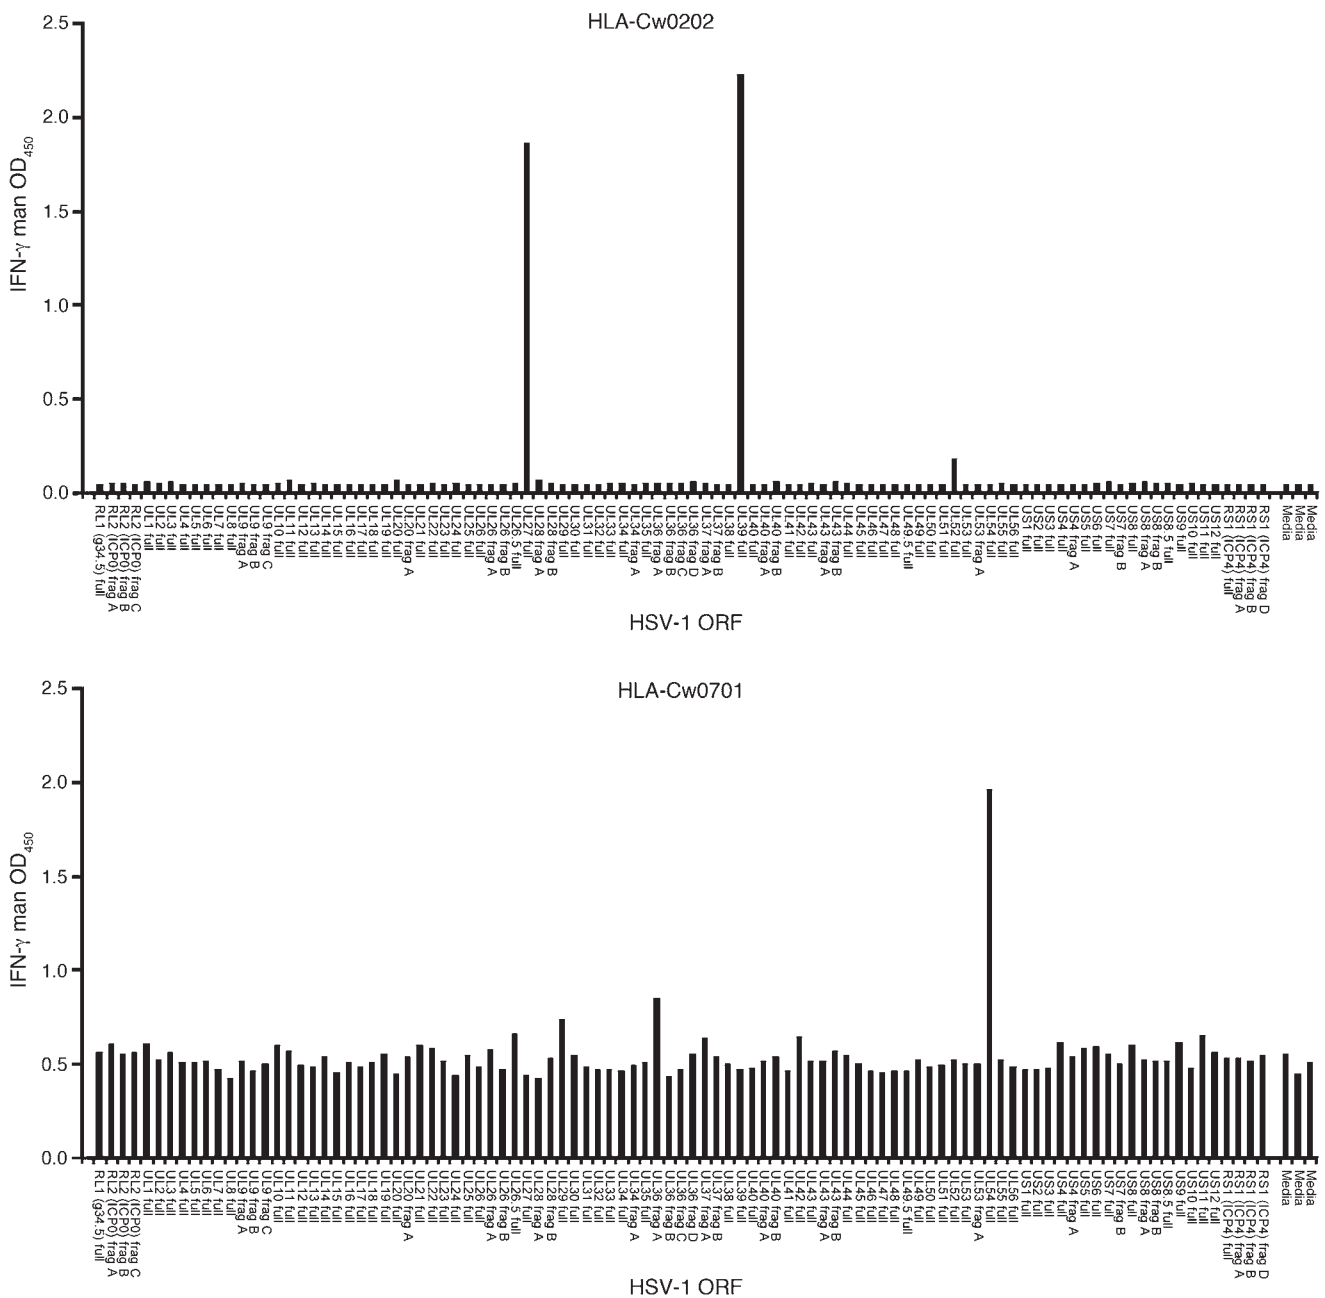 HLA-Cw0202
2.5
2.0
1.5
1.0
0.5
0.0
IFN-γ man OD450
RL1 (g34.5) full
RL2 (ICP0) frag A
RL2 (ICP0) frag B
RL2 (ICP0) frag C
UL1 full
UL2 full
UL3 full
UL4 full
UL5 full
UL6 full
UL7 full
UL8 full
UL9 frag A
UL9 frag B
UL9 frag C
UL10 full
UL11 full
UL12 full
UL13 full
UL14 full
UL15 full
UL16 full
UL17 full
UL18 full
UL19 full
UL20 full
UL20 frag A
UL21 full
UL22 full
UL23 full
UL24 full
UL25 full
UL26 full
UL26 frag A
UL26 frag B
UL26.5 full
UL27 full
UL28 frag A
UL28 frag B
UL29 full
UL30 full
UL31 full
UL32 full
UL33 full
UL34 full
UL34 frag A
UL35 full
UL36 frag A
UL36 frag B
UL36 frag C
UL36 frag D
UL37 frag A
UL37 frag B
UL38 full
UL39 full
UL40 full
UL40 frag A
UL40 frag B
UL41 full
UL42 full
UL43 full
UL43 frag A
UL43 frag B
UL44 full
UL45 full
UL46 full
UL47 full
UL48 full
UL49.5 full
UL49 full
UL50 full
UL51 full
UL52 full
UL53 full
UL53 frag A
UL54 full
UL55 full
UL56 full
US1 full
US2 full
US3 full
US4 full
US4 frag A
US5 full
US6 full
US7 full
US7 frag B
US8 full
US8 frag A
US8 frag B
US8.5 full
US9 full
US10 full
US11 full
US12 full
RS1 (ICP4) full
RS1 (ICP4) frag A
RS1 (ICP4) frag B
RS1 (ICP4) frag D
Media
Media
Media
HSV-1 ORF
HLA-Cw0701
2.5
2.0
1.5
1.0
0.5
0.0
IFN-γ man OD450
RL1 (g34.5) full
RL2 (ICP0) frag A
RL2 (ICP0) frag B
RL2 (ICP0) frag C
UL1 full
UL2 full
UL3 full
UL4 full
UL5 full
UL6 full
UL7 full
UL8 full
UL9 frag A
UL9 frag B
UL9 frag C
UL10 full
UL11 full
UL12 full
UL13 full
UL14 full
UL15 full
UL16 full
UL17 full
UL18 full
UL19 full
UL20 full
UL20 frag A
UL21 full
UL22 full
UL23 full
UL24 full
UL25 full
UL26 full
UL26 frag A
UL26 frag B
UL26.5 full
UL27 full
UL28 frag A
UL28 frag B
UL29 full
UL30 full
UL31 full
UL32 full
UL33 full
UL34 full
UL34 frag A
UL35 full
UL36 frag A
UL36 frag B
UL36 frag C
UL36 frag D
UL37 frag A
UL37 frag B
UL38 full
UL39 full
UL40 full
UL40 frag A
UL40 frag B
UL41 full
UL42 full
UL43 full
UL43 frag A
UL43 frag B
UL44 full
UL45 full
UL46 full
UL47 full
UL48 full
UL49.5 full
UL49 full
UL50 full
UL51 full
UL52 full
UL53 full
UL53 frag A
UL54 full
UL55 full
UL56 full
US1 full
US2 full
US3 full
US4 full
US4 frag A
US5 full
US6 full
US7 full
US7 frag B
US8 full
US8 frag A
US8 frag B
US8.5 full
US9 full
US10 full
US11 full
US12 full
RS1 (ICP4) full
RS1 (ICP4) frag A
RS1 (ICP4) frag B
RS1 (ICP4) frag D
Media
Media
Media
HSV-1 ORF